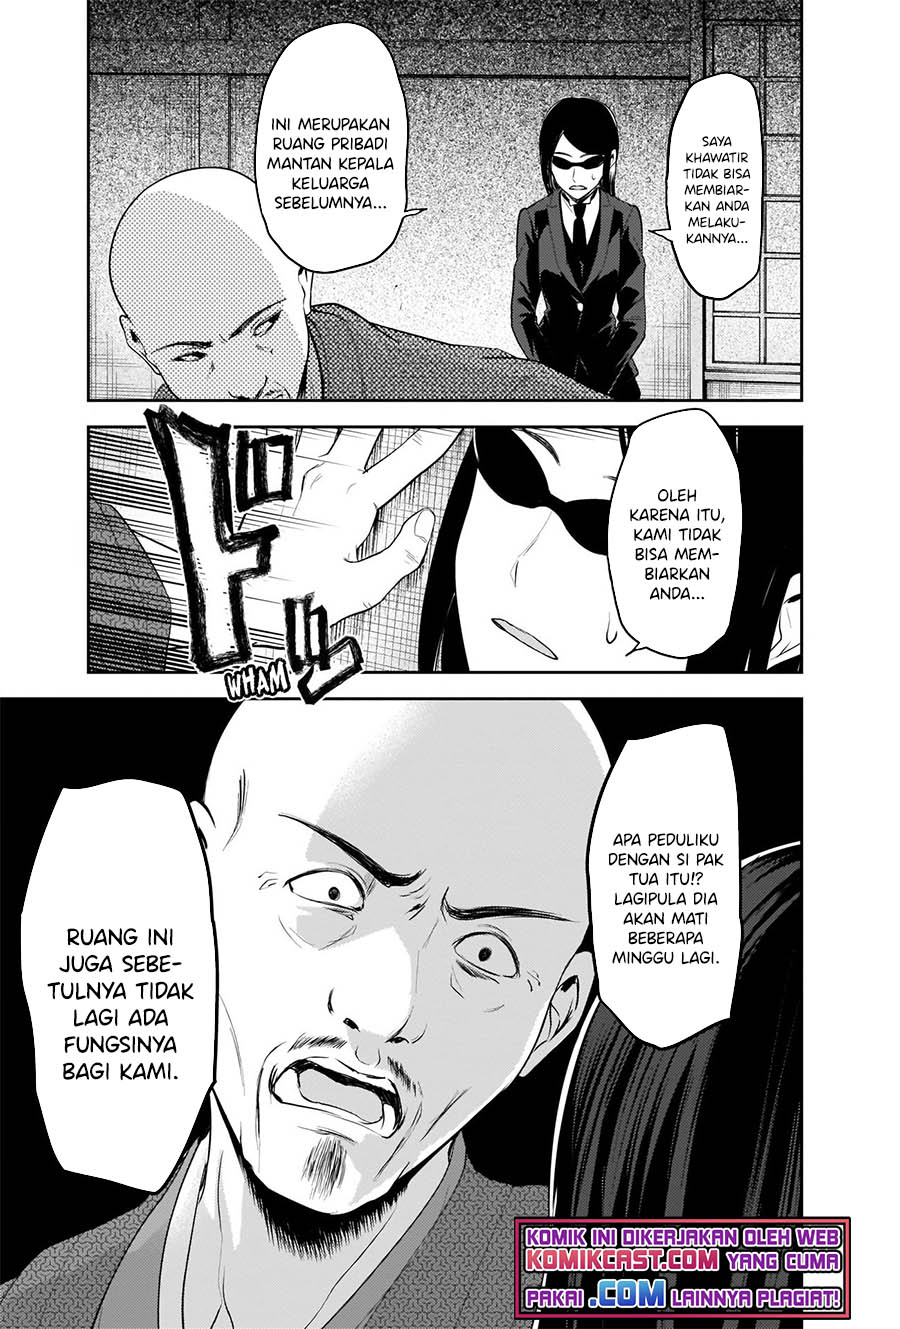 SAYA
KHAWATIR
TIDAK BISA
MEMBIAR-
KAN ANDA
MELAKU-
KANNYA...
INI MERUPAKAN
RUANG PRIBADI
MANTAN KEPALA
KELUARGA
SEBELUMNYA...
OLEH
KARENA ITU,
KAMI TIDAK
BISA MEM-
BIARKAN
ANDA...
ドドン
WHAM
APA PEDULIKU
DENGAN SI PAK
TUA ITU!?
LAGIPULA DIA
AKAN MATI
BEBERAPA
MINGGU LAGI.
RUANG INI
JUGA SEBE-
TULNYA TIDAK
LAGI ADA
FUNGSINYA
BAGI KAMI.
KOMIK INI DIKERJAKAN OLEH WEB
KOMIKCAST.COM YANG CUMA
PAKAI .COM LAINNYA PLAGIAT!